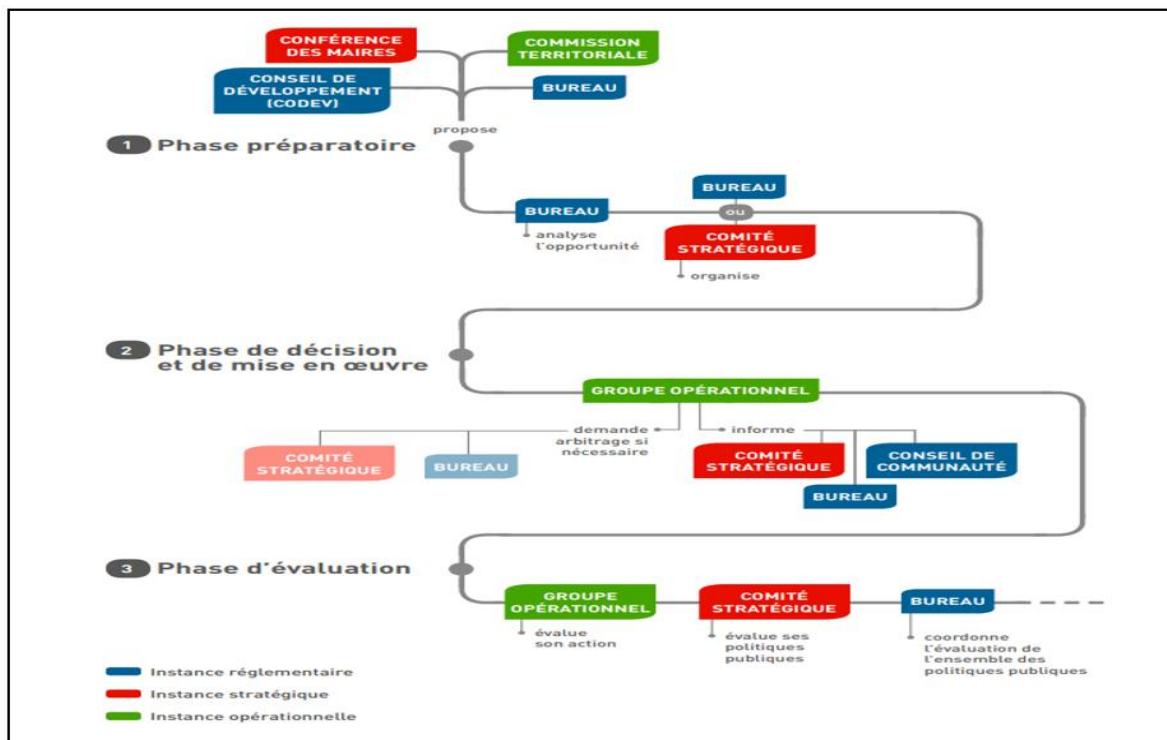 CONFÉRENCE
DES MAIRES
COMMISSION
TERRITORIALE
CONSEIL DE
DÉVELOPPEMENT
(CODEV)
BUREAU
propose
1 Phase préparatoire
BUREAU
BUREAU
ou
analyse
l'opportunité
COMITÉ
STRATÉGIQUE
organise
2 Phase de décision
et de mise en œuvre
GROUPE OPÉRATIONNEL
demande
arbitrage si
nécessaire
informe
COMITÉ
STRATÉGIQUE
BUREAU
COMITÉ
STRATÉGIQUE
CONSEIL DE
COMMUNAUTÉ
BUREAU
3 Phase d'évaluation
GROUPE
OPÉRATIONNEL
COMITÉ
STRATÉGIQUE
BUREAU
évalue
son action
évalue ses
politiques
publiques
coordonne
l'évaluation de
l'ensemble des
politiques publiques
Instance réglementaire
Instance stratégique
Instance opérationnelle